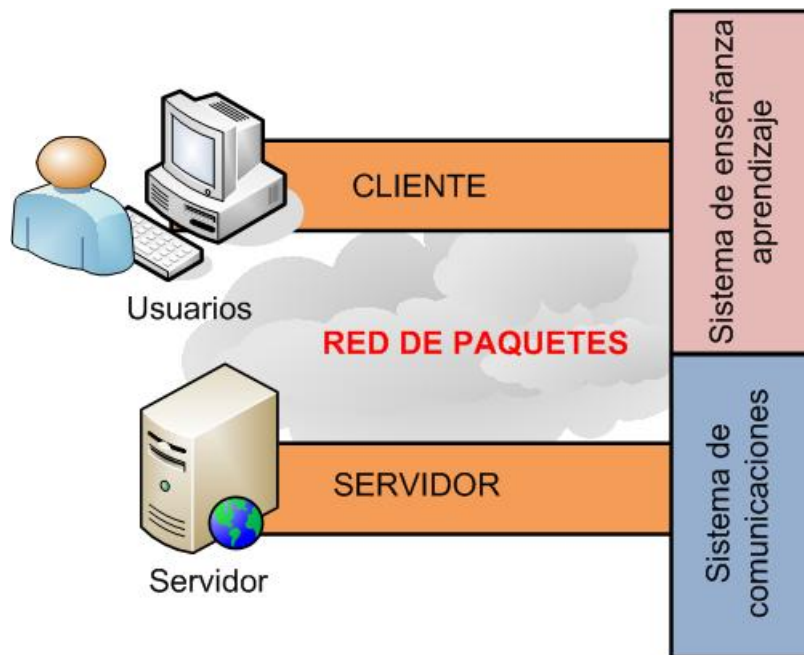 CLIENTE
Usuarios
RED DE PAQUETES
SERVIDOR
Servidor
Sistema de enseñanza
aprendizaje
Sistema de
comunicaciones